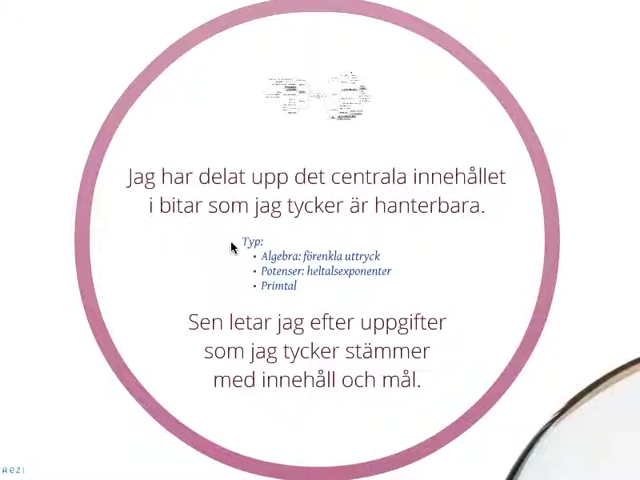 Jag har delat upp det centrala innehållet
i bitar som jag tycker är hanterbara.
Typ:
• Algebra: förenkla uttryck
• Potenser: heltalsexponenter
• Primtal
Sen letar jag efter uppgifter
som jag tycker stämmer
med innehåll och mål.